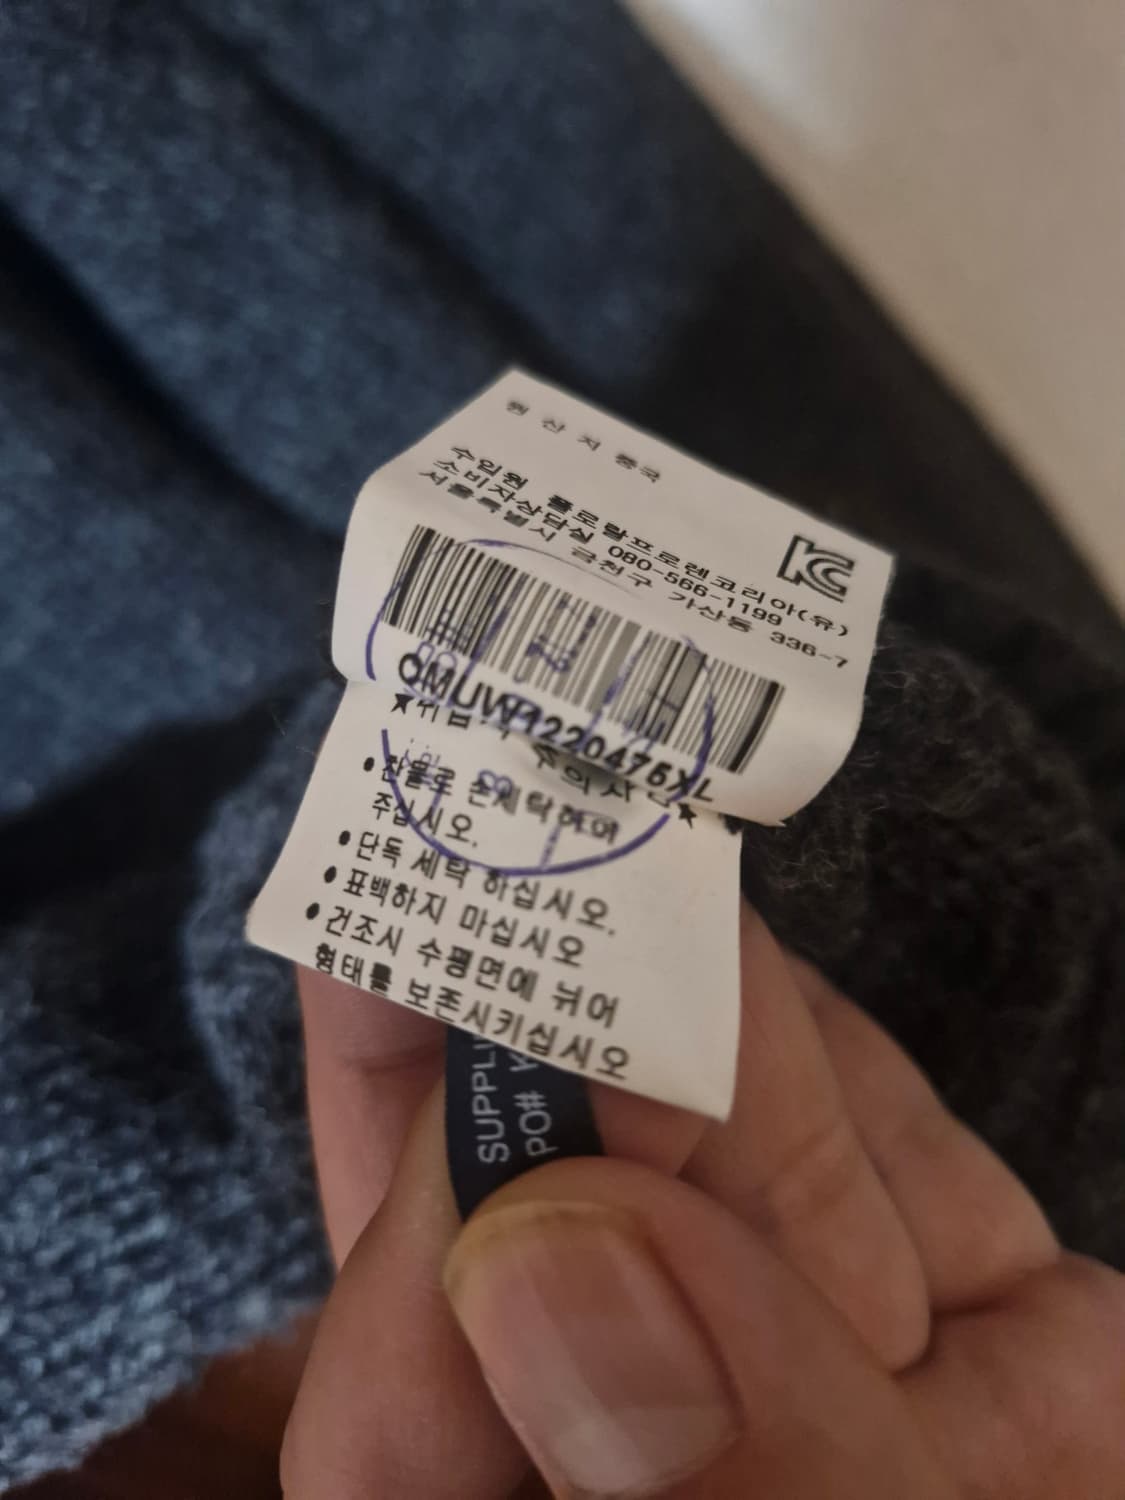 원 산 지 중국
수입원 폴로랄프로렌코리아(유)
소비자상담실 080-566-1199
서울특별시 금천구 가산동 336-7
KC
OMUW1220476XL
★취급시 주의사항★
• 찬물로 손세탁하여
주십시오.
• 단독 세탁 하십시오.
• 표백하지 마십시오
• 건조시 수평면에 뉘어
형태를 보존시키십시오
SUPPLI
PO#